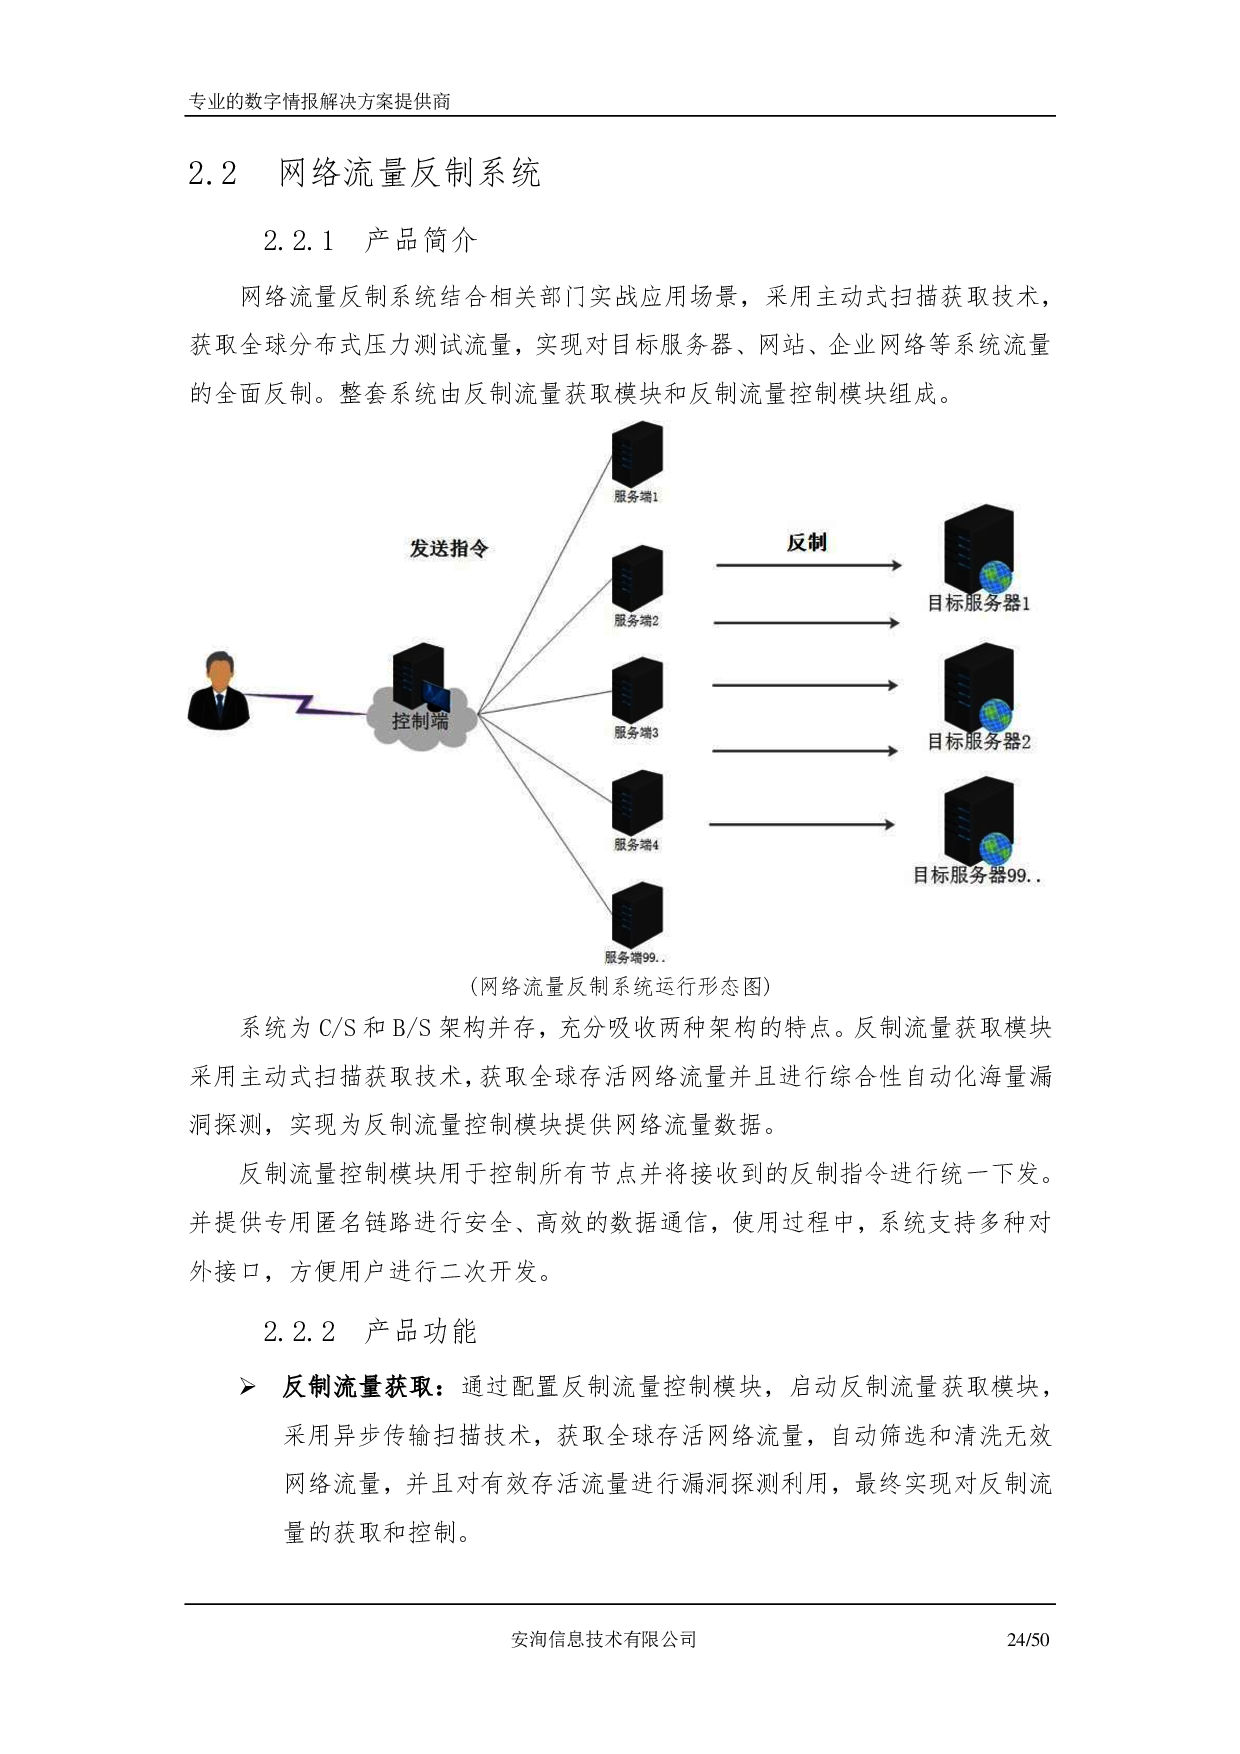 专业的数字情报解决方案提供商
2.2 网络流量反制系统
2.2.1 产品简介
网络流量反制系统结合相关部门实战应用场景，采用主动式扫描获取技术，
获取全球分布式压力测试流量，实现对目标服务器、网站、企业网络等系统流量
的全面反制。整套系统由反制流量获取模块和反制流量控制模块组成。
服务端1
发送指令
反制
目标服务器1
服务端2
控制端
服务端3
目标服务器2
服务端4
目标服务器99..
服务端99..
(网络流量反制系统运行形态图)
系统为 C/S 和 B/S 架构并存，充分吸收两种架构的特点。反制流量获取模块
采用主动式扫描获取技术，获取全球存活网络流量并且进行综合性自动化海量漏
洞探测，实现为反制流量控制模块提供网络流量数据。
反制流量控制模块用于控制所有节点并将接收到的反制指令进行统一下发。
并提供专用匿名链路进行安全、高效的数据通信，使用过程中，系统支持多种对
外接口，方便用户进行二次开发。
2.2.2 产品功能
➢ 反制流量获取：通过配置反制流量控制模块，启动反制流量获取模块，
采用异步传输扫描技术，获取全球存活网络流量，自动筛选和清洗无效
网络流量，并且对有效存活流量进行漏洞探测利用，最终实现对反制流
量的获取和控制。
安洵信息技术有限公司
24/50